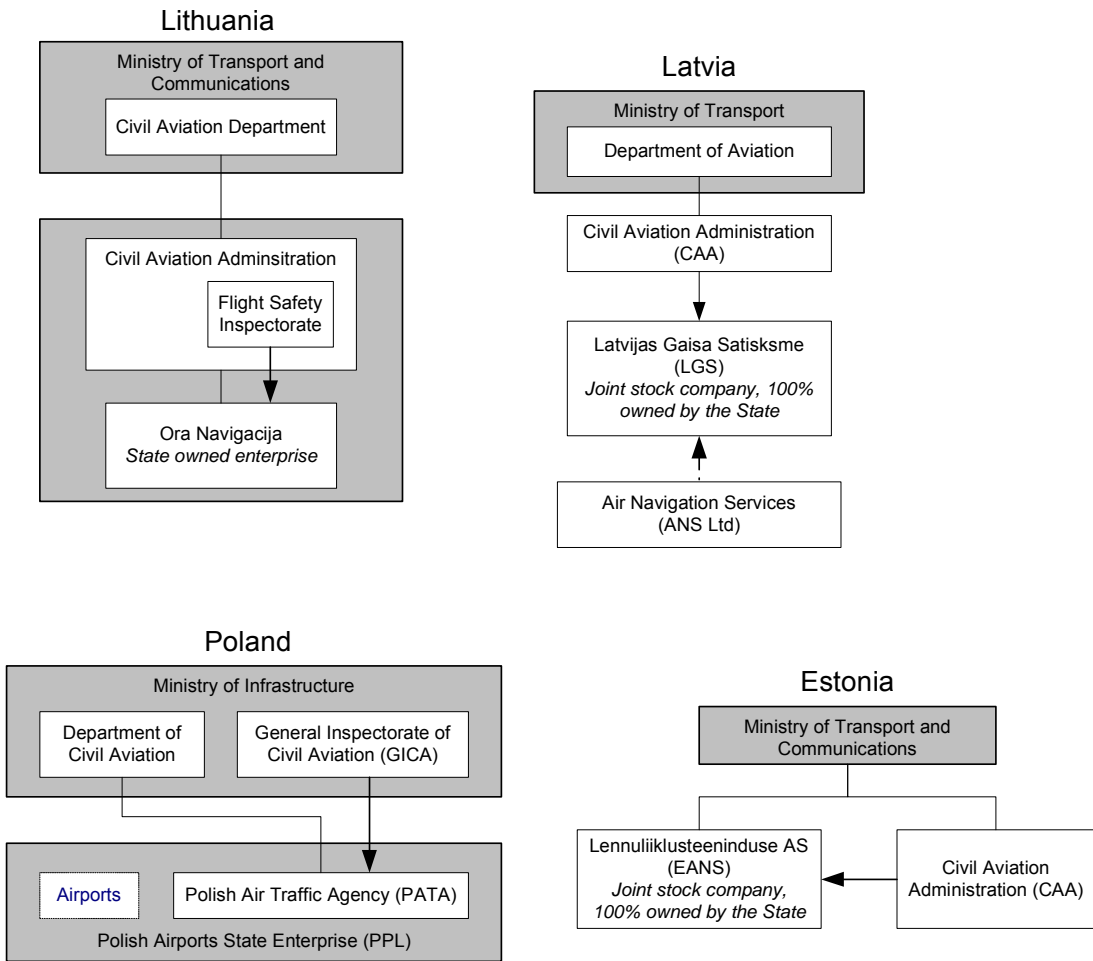 Lithuania
Ministry of Transport and
Communications
Civil Aviation Department
Civil Aviation Adminsitration
Flight Safety
Inspectorate
Ora Navigacija
State owned enterprise
Latvia
Ministry of Transport
Department of Aviation
Civil Aviation Administration
(CAA)
Latvijas Gaisa Satisksme
(LGS)
Joint stock company, 100%
owned by the State
Air Navigation Services
(ANS Ltd)
Poland
Ministry of Infrastructure
Department of
Civil Aviation
General Inspectorate of
Civil Aviation (GICA)
Airports
Polish Air Traffic Agency (PATA)
Polish Airports State Enterprise (PPL)
Estonia
Ministry of Transport and
Communications
Lennuliiklusteeninduse AS
(EANS)
Joint stock company,
100% owned by the State
Civil Aviation
Administration (CAA)